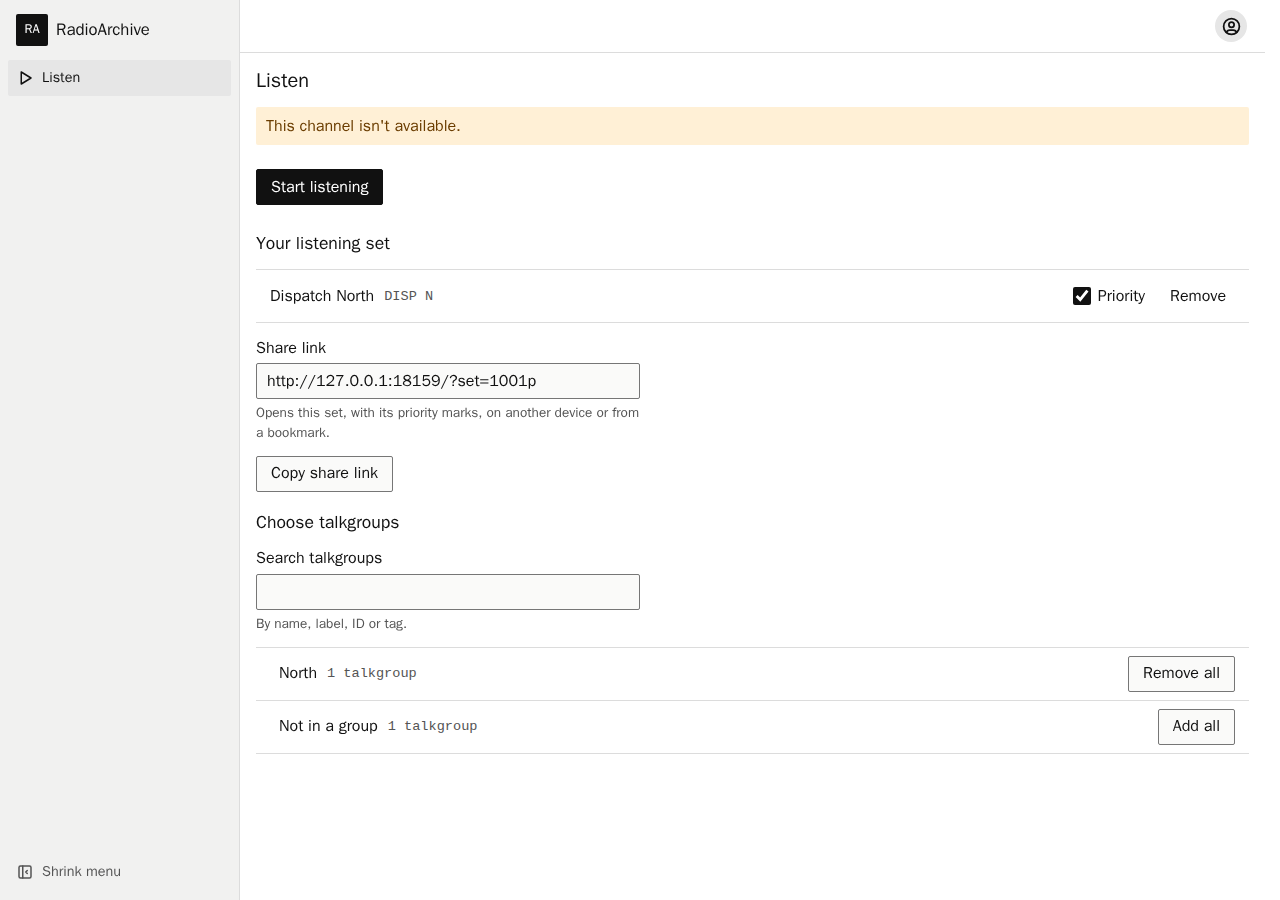 RA RadioArchive
Listen
Listen
This channel isn't available.
Start listening
Your listening set
Dispatch North DISP N Priority Remove
Share link
http://127.0.0.1:18159/?set=1001p
Opens this set, with its priority marks, on another device or from
a bookmark.
Copy share link
Choose talkgroups
Search talkgroups
By name, label, ID or tag.
North 1 talkgroup Remove all
Not in a group 1 talkgroup Add all
Shrink menu